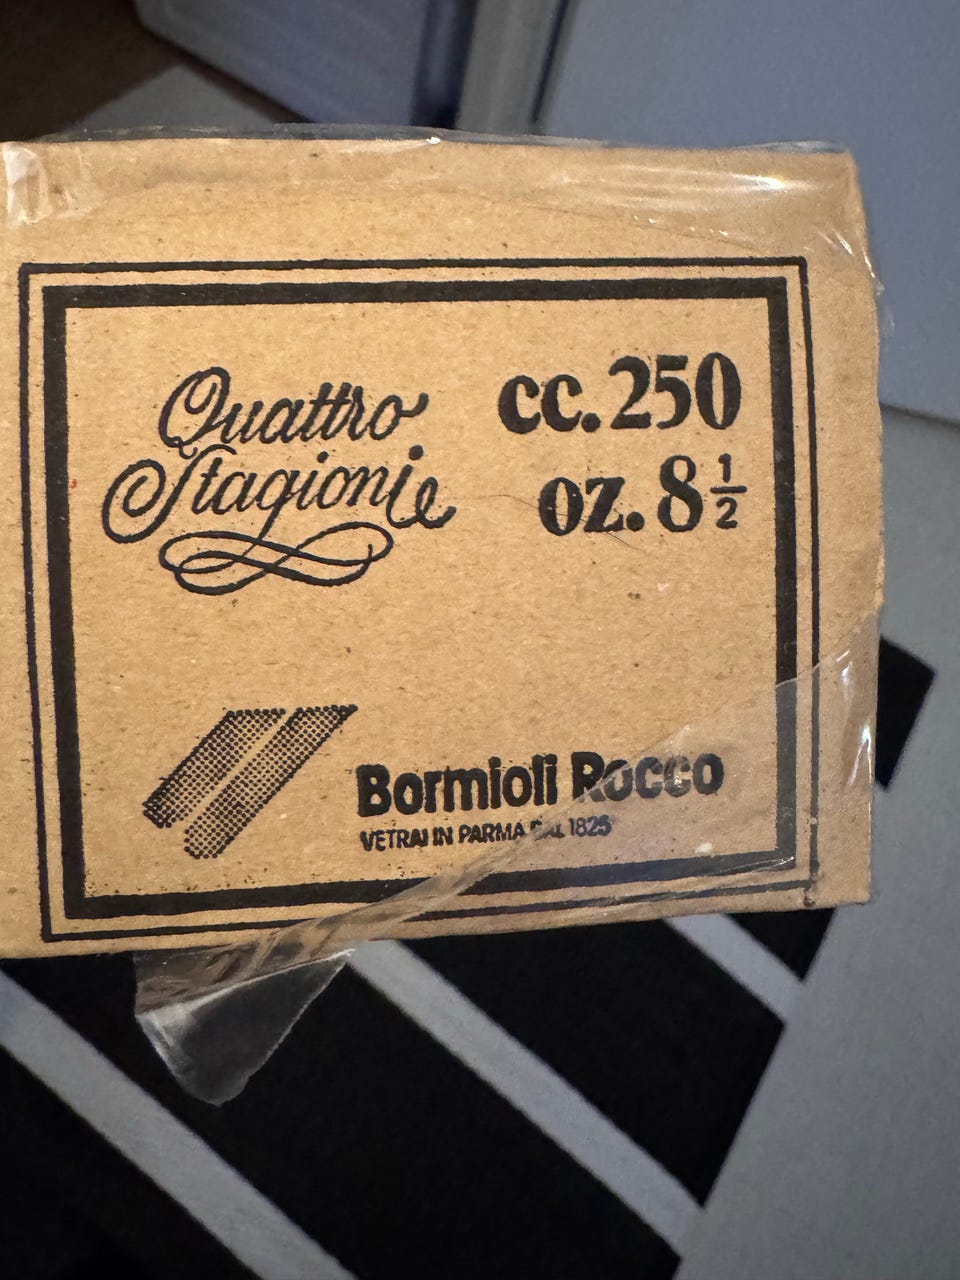 Quattro
Stagioni
cc. 250
oz. 8 1/2
Bormioli Rocco
VETRAI IN PARMA DAL 1825